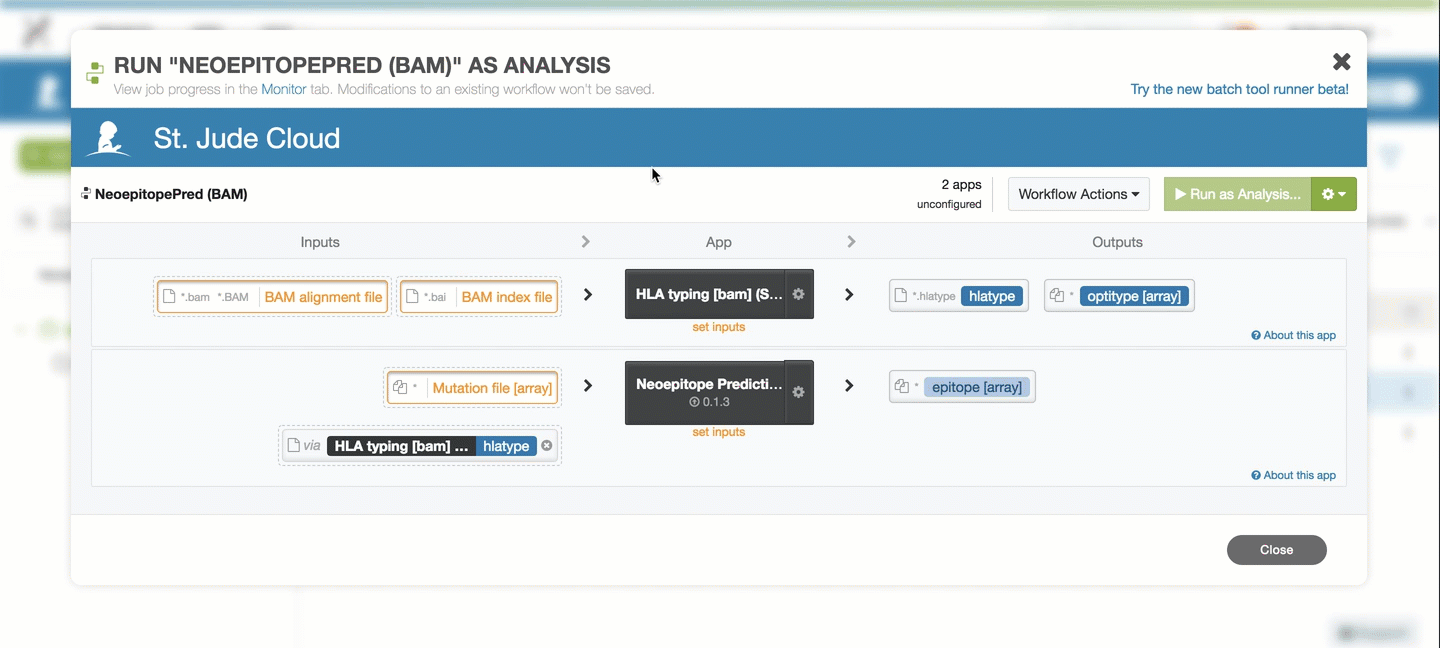 RUN "NEOEPITOPEPRED (BAM)" AS ANALYSIS
View job progress in the Monitor tab. Modifications to an existing workflow won't be saved.
Try the new batch tool runner beta!
St. Jude Cloud
NeoepitopePred (BAM)
2 apps
unconfigured
Workflow Actions
Run as Analysis...
Inputs
App
Outputs
*.bam *.BAM BAM alignment file
*.bai BAM index file
HLA typing [bam] (S...
set inputs
*.hlatype hlatype
* optitype [array]
About this app
* Mutation file [array]
Neoepitope Predicti...
0.1.3
set inputs
* epitope [array]
via HLA typing [bam] ... hlatype
About this app
Close